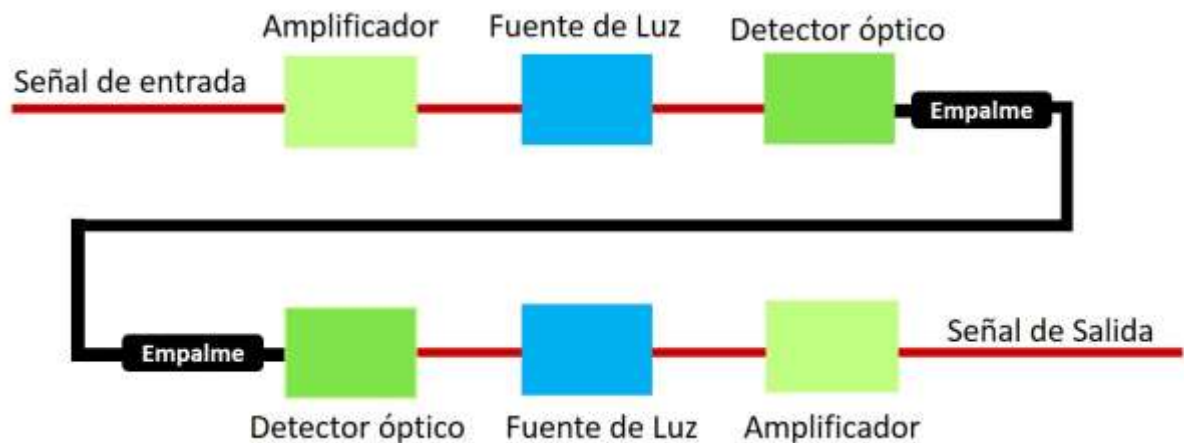 Amplificador
Fuente de Luz
Detector óptico
Señal de entrada
Empalme
Empalme
Señal de Salida
Detector óptico
Fuente de Luz
Amplificador